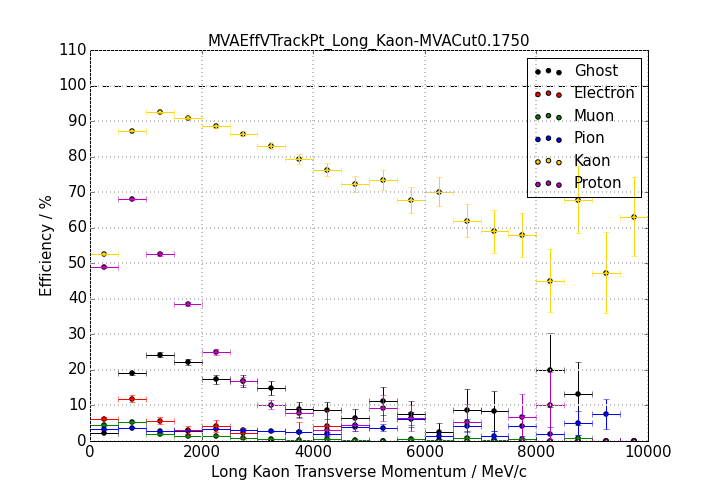 MVAEffVTrackPt_Long_Kaon-MVACut0.1750
110
100
90
80
70
60
50
40
30
20
10
0
Efficiency / %
Ghost
Electron
Muon
Pion
Kaon
Proton
0 2000 4000 6000 8000 10000
Long Kaon Transverse Momentum / MeV/c